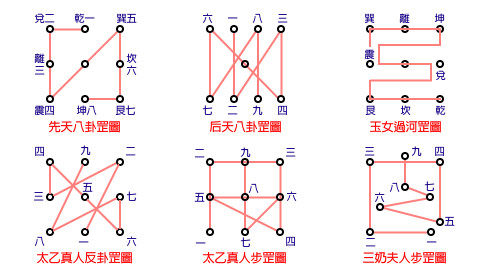 兌二 乾一 巽五
離三 坎六
震四 坤八 艮七
先天八卦罡圖
六 一 八 三
七 二 九 四
后天八卦罡圖
巽 離 坤
震 兌
艮 坎 乾
玉女過河罡圖
四 九 二
三 五 七
八 一 六
太乙真人反卦罡圖
二 九 三
五 八 六
一 七 四
太乙真人步罡圖
三 九 四
八 七
六 五
二 一
三奶夫人步罡圖